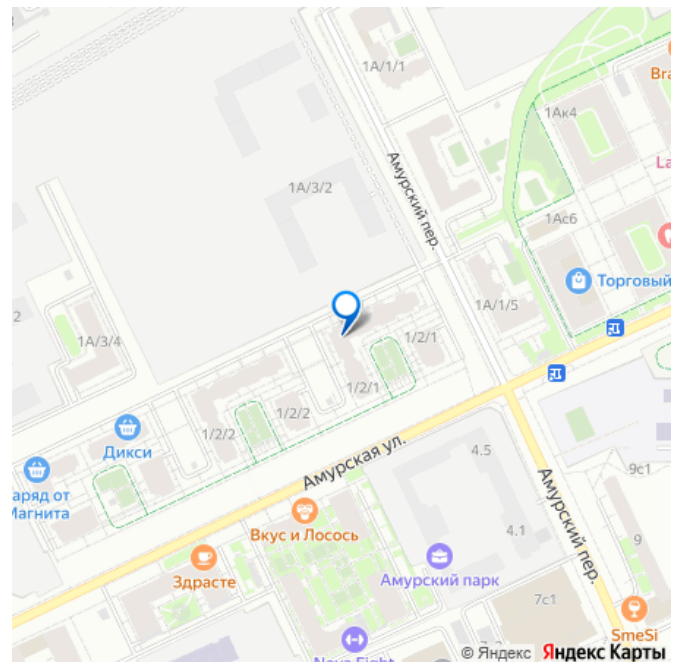 1А/1/1
Bra
1Ак4
Амурский пер.
La
1А/3/2
1Ас6
Торговый
1А/1/5
2
1А/3/4
1/2/1
1/2/1
1/2/2
1/2/2
Дикси
Амурская ул.
4.5
9с1
аряд от
Магнита
Вкус и Лосось
4.1
Амурский пер.
9
Здрасте
Амурский парк
7с1
SmeSi
Nova Fight
© Яндекс Яндекс Карты